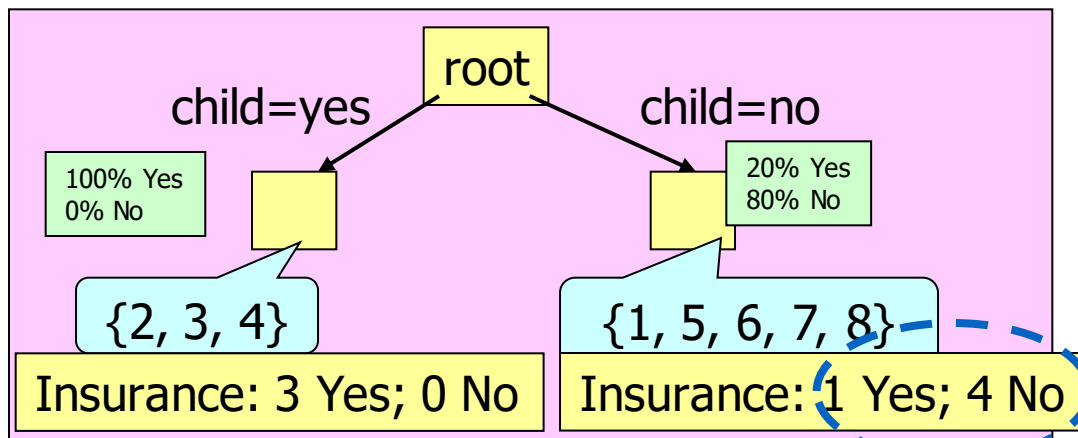 root
child=yes
child=no
100% Yes
0% No
20% Yes
80% No
{2, 3, 4}
{1, 5, 6, 7, 8}
Insurance: 3 Yes; 0 No
Insurance: 1 Yes; 4 No